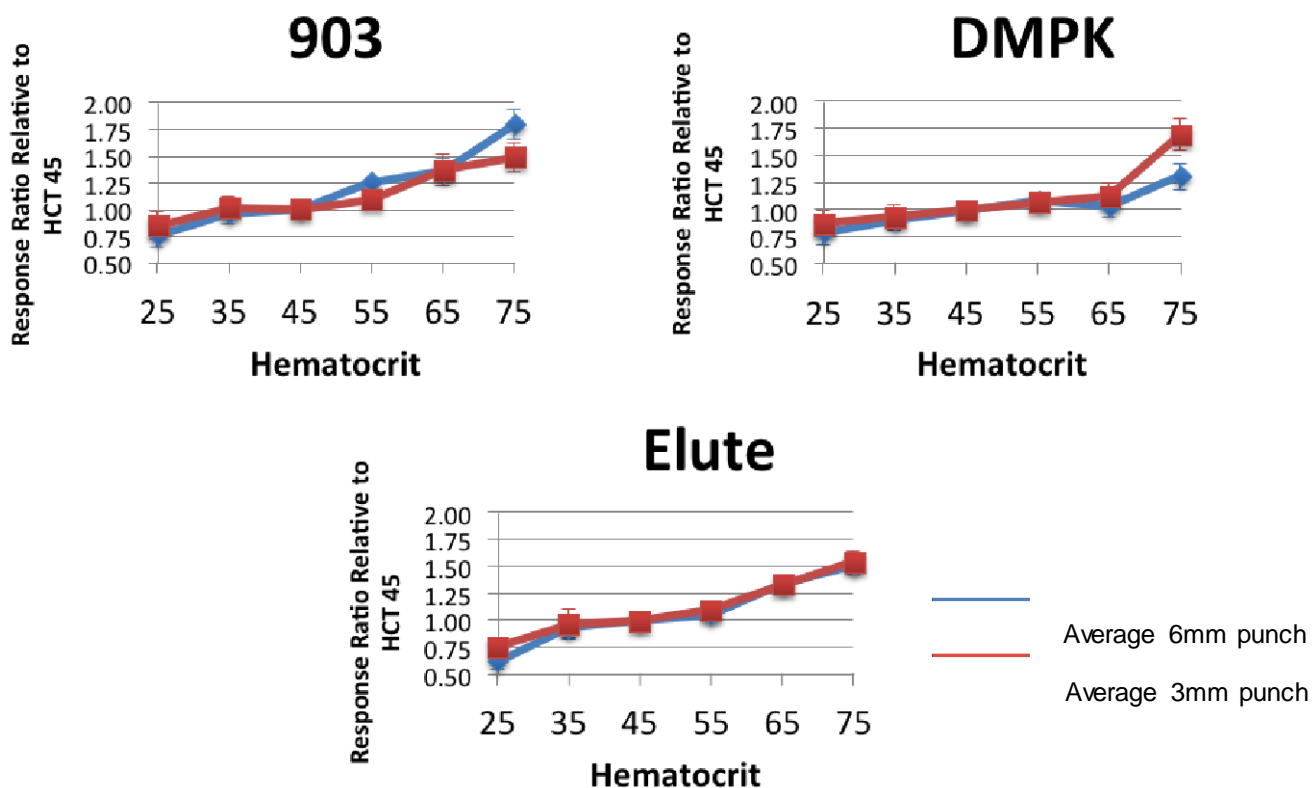 903
Response Ratio Relative to
HCT 45
2.00
1.75
1.50
1.25
1.00
0.75
0.50
25 35 45 55 65 75
Hematocrit
DMPK
Response Ratio Relative to
HCT 45
2.00
1.75
1.50
1.25
1.00
0.75
0.50
25 35 45 55 65 75
Hematocrit
Elute
Response Ratio Relative to
HCT 45
2.00
1.75
1.50
1.25
1.00
0.75
0.50
25 35 45 55 65 75
Hematocrit
Average 6mm punch
Average 3mm punch